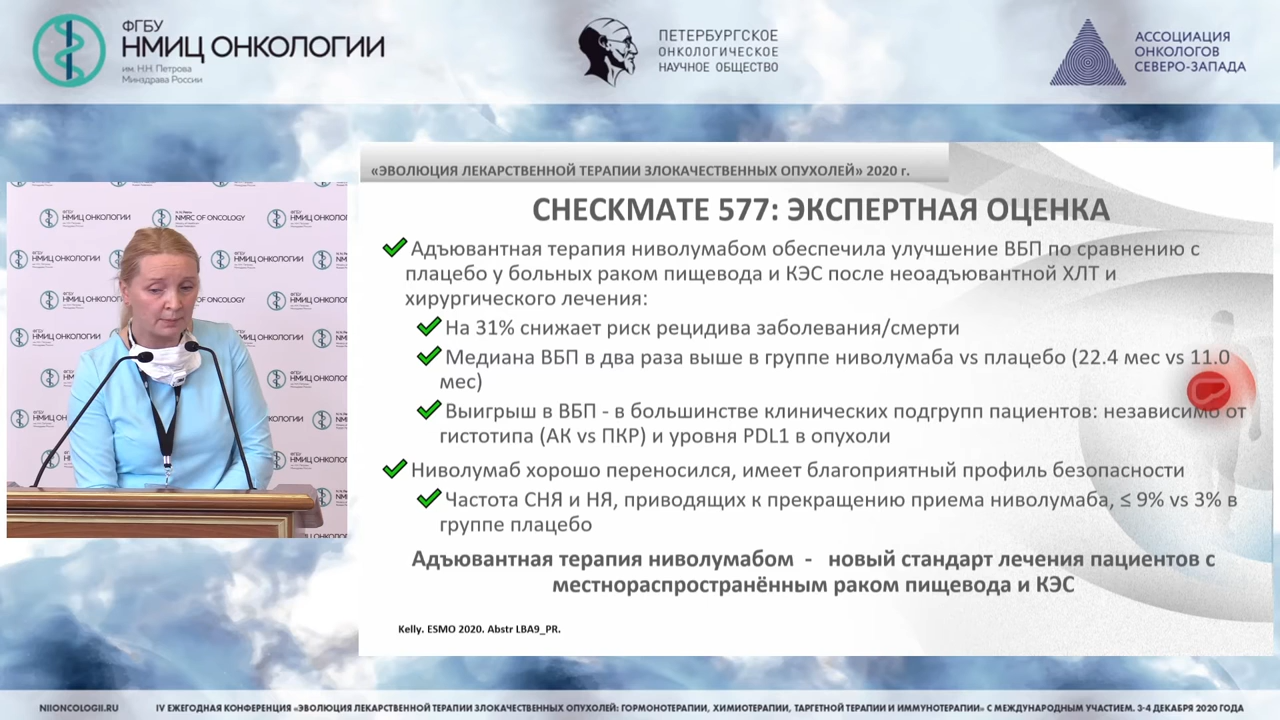 ФГБУ
НМИЦ ОНКОЛОГИИ
им. Н.Н. Петрова
Минздрава России
ПЕТЕРБУРГСКОЕ
ОНКОЛОГИЧЕСКОЕ
НАУЧНОЕ ОБЩЕСТВО
АССОЦИАЦИЯ
ОНКОЛОГОВ
СЕВЕРО-ЗАПАДА
«ЭВОЛЮЦИЯ ЛЕКАРСТВЕННОЙ ТЕРАПИИ ЗЛОКАЧЕСТВЕННЫХ ОПУХОЛЕЙ» 2020 г.
CHECKMATE 577: ЭКСПЕРТНАЯ ОЦЕНКА
Адъювантная терапия ниволумабом обеспечила улучшение ВБП по сравнению с
плацебо у больных раком пищевода и КЭС после неоадъювантной ХЛТ и
хирургического лечения:
На 31% снижает риск рецидива заболевания/смерти
Медиана ВБП в два раза выше в группе ниволумаба vs плацебо (22.4 мес vs 11.0
мес)
Выигрыш в ВБП - в большинстве клинических подгрупп пациентов: независимо от
гистотипа (АК vs ПКР) и уровня PDL1 в опухоли
Ниволумаб хорошо переносился, имеет благоприятный профиль безопасности
Частота СНЯ и НЯ, приводящих к прекращению приема ниволумаба, ≤ 9% vs 3% в
группе плацебо
Адъювантная терапия ниволумабом - новый стандарт лечения пациентов с
местнораспространённым раком пищевода и КЭС
Kelly. ESMO 2020. Abstr LBA9_PR.
ФГБУ
НМИЦ ОНКОЛОГИИ
NMRC OF ONCOLOGY
NIIONCOLOGII.RU
IV ЕЖЕГОДНАЯ КОНФЕРЕНЦИЯ «ЭВОЛЮЦИЯ ЛЕКАРСТВЕННОЙ ТЕРАПИИ ЗЛОКАЧЕСТВЕННЫХ ОПУХОЛЕЙ: ГОРМОНОТЕРАПИИ, ХИМИОТЕРАПИИ, ТАРГЕТНОЙ ТЕРАПИИ И ИММУНОТЕРАПИИ» С МЕЖДУНАРОДНЫМ УЧАСТИЕМ. 3-4 ДЕКАБРЯ 2020 ГОДА